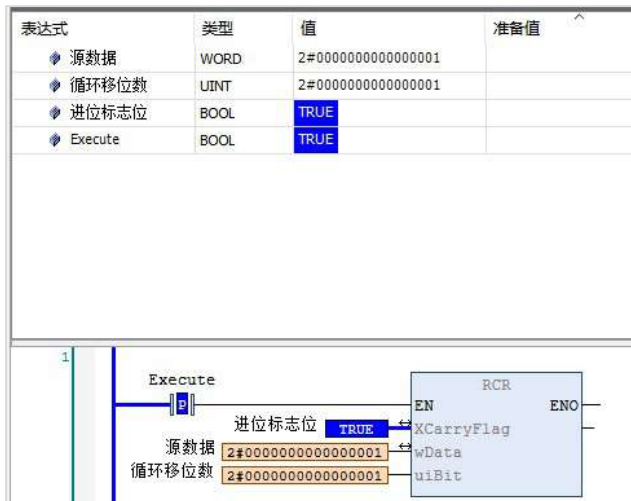 表达式 类型 值 准备值
源数据 WORD 2#0000000000000001
循环移位数 UINT 2#0000000000000001
进位标志位 BOOL TRUE
Execute BOOL TRUE
1
Execute
P
RCR
EN ENO
进位标志位 TRUE XCarryFlag
源数据 2#0000000000000001 wData
循环移位数 2#0000000000000001 uiBit